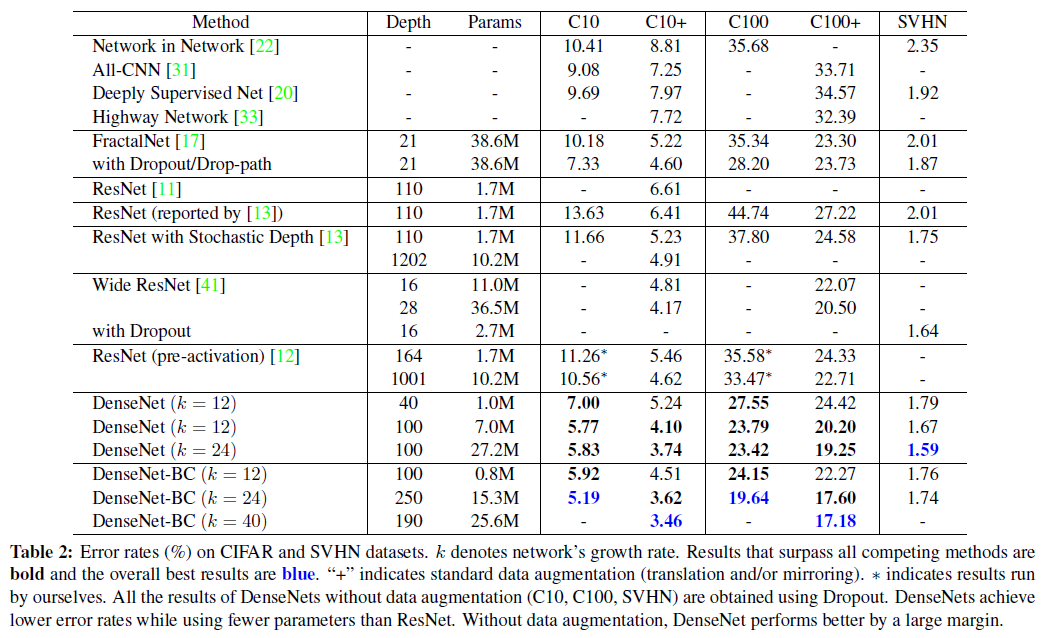 Method Depth Params C10 C10+ C100 C100+ SVHN
Network in Network [22] - - 10.41 8.81 35.68 - 2.35
All-CNN [31] - - 9.08 7.25 - 33.71 -
Deeply Supervised Net [20] - - 9.69 7.97 - 34.57 1.92
Highway Network [33] - - - 7.72 - 32.39 -
FractalNet [17] 21 38.6M 10.18 5.22 35.34 23.30 2.01
with Dropout/Drop-path 21 38.6M 7.33 4.60 28.20 23.73 1.87
ResNet [11] 110 1.7M - 6.61 - - -
ResNet (reported by [13]) 110 1.7M 13.63 6.41 44.74 27.22 2.01
ResNet with Stochastic Depth [13] 110 1.7M 11.66 5.23 37.80 24.58 1.75
1202 10.2M - 4.91 - - -
Wide ResNet [41] 16 11.0M - 4.81 - 22.07 -
28 36.5M - 4.17 - 20.50 -
with Dropout 16 2.7M - - - - 1.64
ResNet (pre-activation) [12] 164 1.7M 11.26* 5.46 35.58* 24.33 -
1001 10.2M 10.56* 4.62 33.47* 22.71 -
DenseNet (k = 12) 40 1.0M 7.00 5.24 27.55 24.42 1.79
DenseNet (k = 12) 100 7.0M 5.77 4.10 23.79 20.20 1.67
DenseNet (k = 24) 100 27.2M 5.83 3.74 23.42 19.25 1.59
DenseNet-BC (k = 12) 100 0.8M 5.92 4.51 24.15 22.27 1.76
DenseNet-BC (k = 24) 250 15.3M 5.19 3.62 19.64 17.60 1.74
DenseNet-BC (k = 40) 190 25.6M - 3.46 - 17.18 -
Table 2: Error rates (%) on CIFAR and SVHN datasets. k denotes network's growth rate. Results that surpass all competing methods are
bold and the overall best results are blue. “+” indicates standard data augmentation (translation and/or mirroring). * indicates results run
by ourselves. All the results of DenseNets without data augmentation (C10, C100, SVHN) are obtained using Dropout. DenseNets achieve
lower error rates while using fewer parameters than ResNet. Without data augmentation, DenseNet performs better by a large margin.